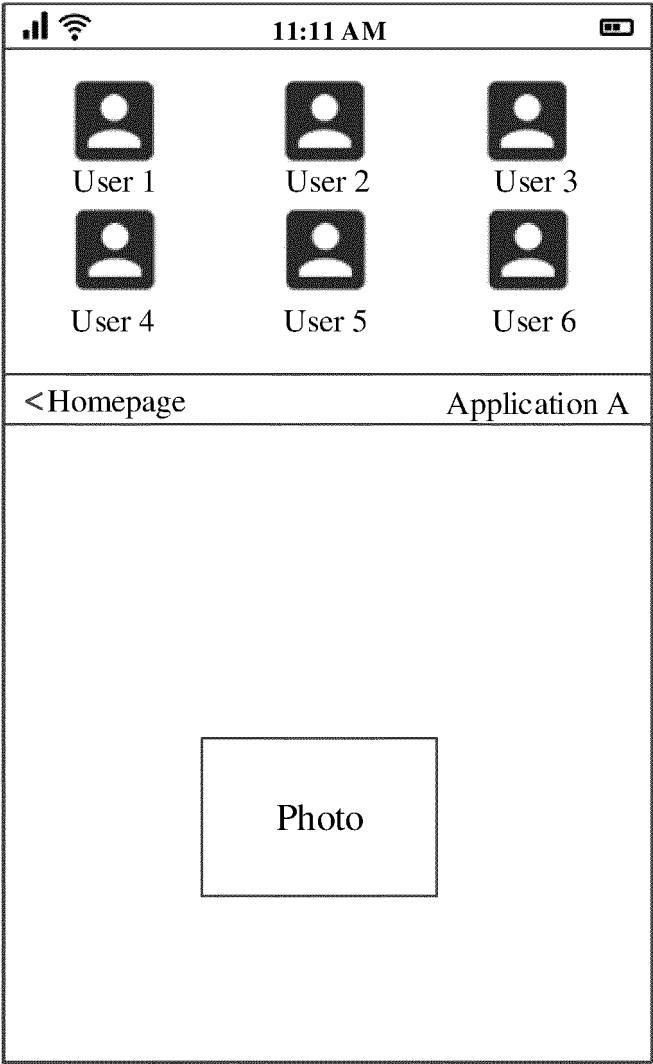 11:11 AM
User 1 User 2 User 3
User 4 User 5 User 6
<Homepage Application A
Photo